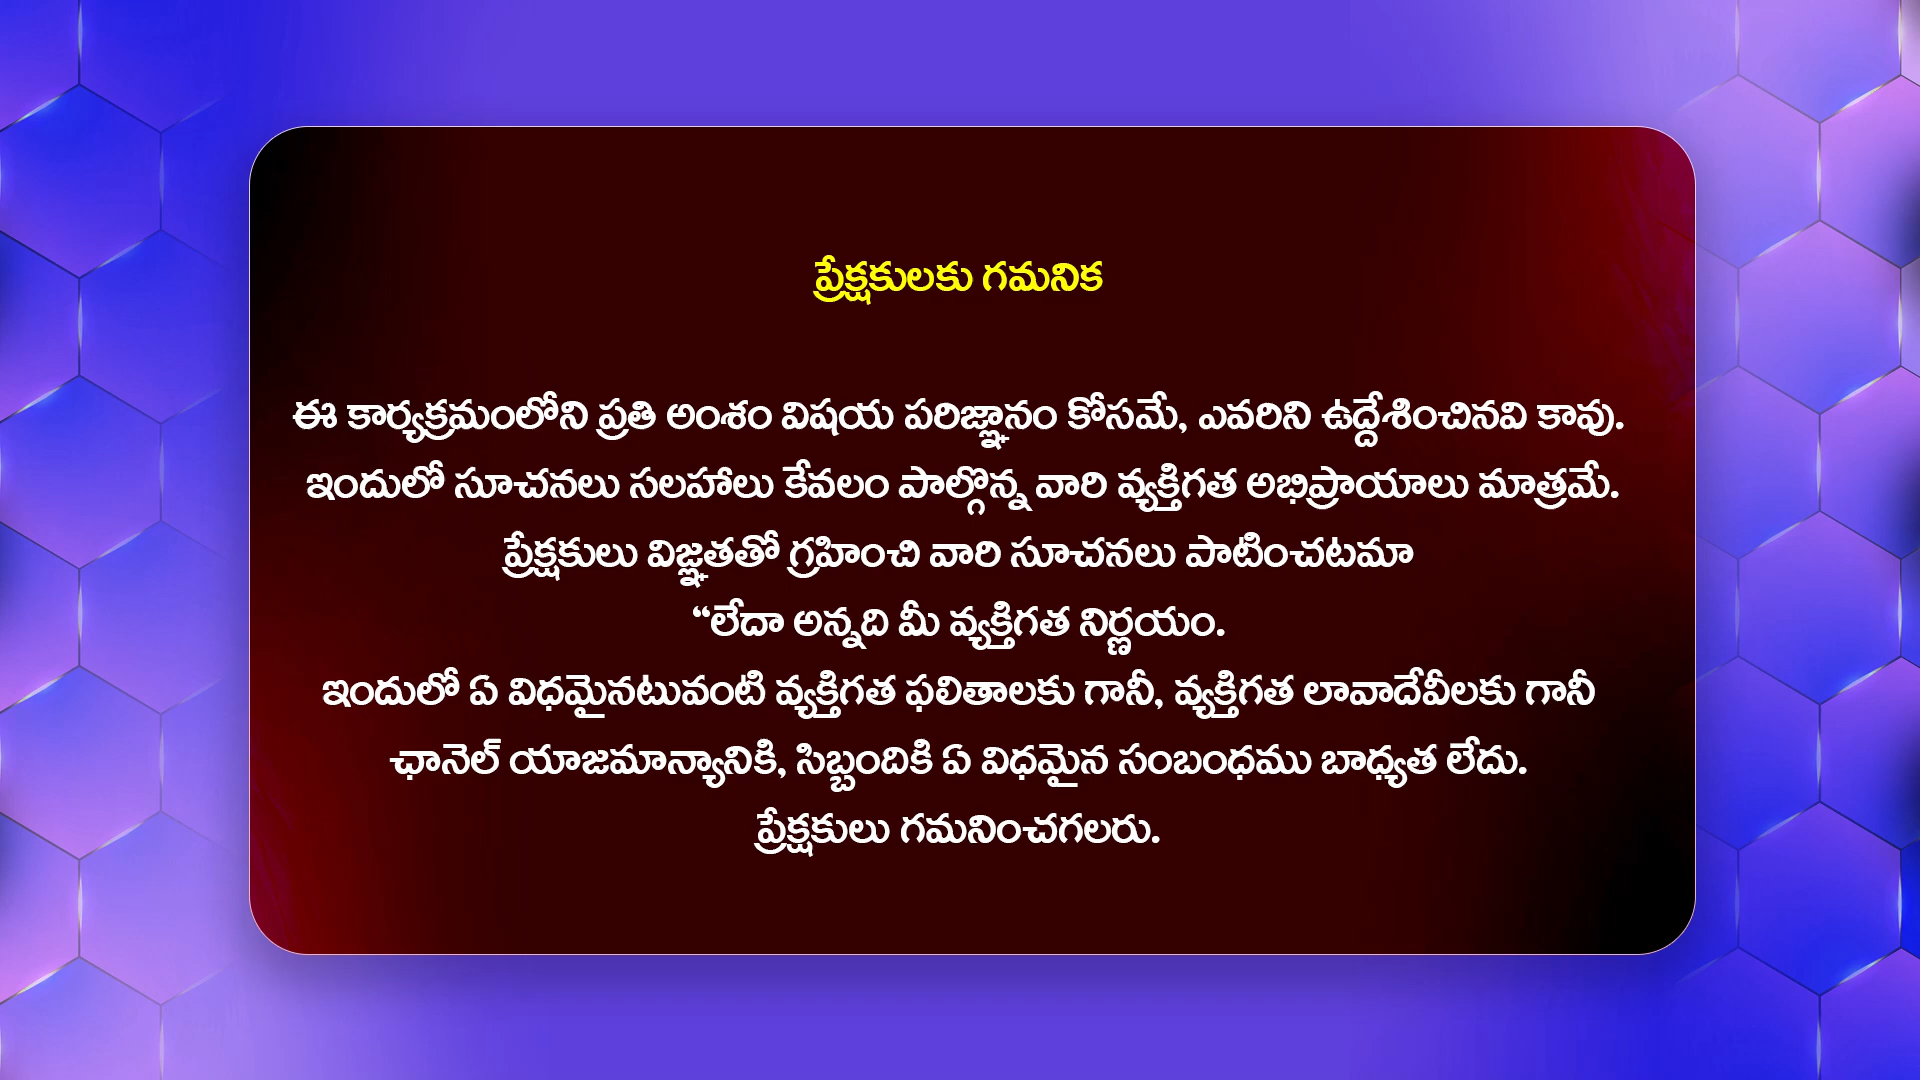 ప్రేక్షకులకు గమనిక
ఈ కార్యక్రమంలోని ప్రతి అంశం విషయ పరిజ్ఞానం కోసమే, ఎవరిని ఉద్దేశించినవి కావు.
ఇందులో సూచనలు సలహాలు కేవలం పాల్గొన్న వారి వ్యక్తిగత అభిప్రాయాలు మాత్రమే.
ప్రేక్షకులు విజ్ఞతతో గ్రహించి వారి సూచనలు పాటించటమా
“లేదా అన్నది మీ వ్యక్తిగత నిర్ణయం.
ఇందులో ఏ విధమైనటువంటి వ్యక్తిగత ఫలితాలకు గానీ, వ్యక్తిగత లావాదేవీలకు గానీ
ఛానెల్ యాజమాన్యానికి, సిబ్బందికి ఏ విధమైన సంబంధము బాధ్యత లేదు.
ప్రేక్షకులు గమనించగలరు.